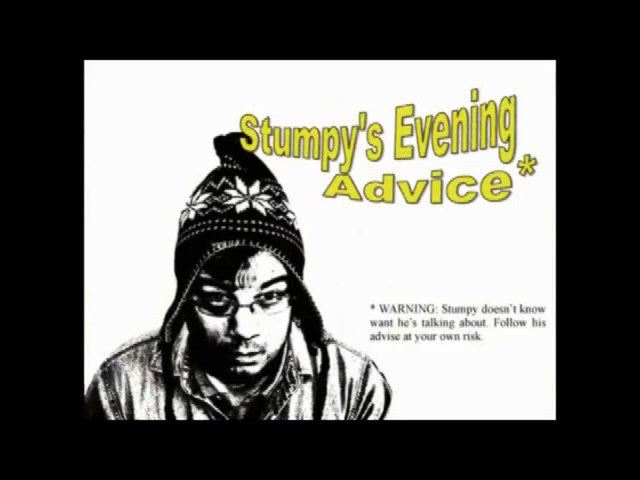 Stumpy's Evening
Advice*
* WARNING: Stumpy doesn't know
want he's talking about. Follow his
advise at your own risk.